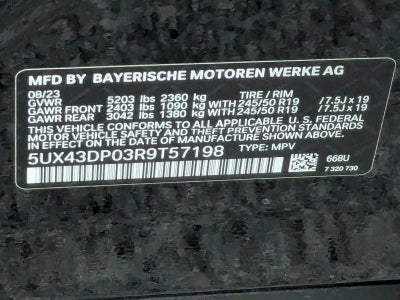 MFD BY BAYERISCHE MOTOREN WERKE AG
08/23 TIRE / RIM
GVWR 5203 lbs 2360 kg
GAWR FRONT 2403 lbs 1090 kg ** 245/50 R19 / 7.5J x 19
GAWR REAR 3042 lbs 1380 kg ** 245/50 R19 / 7.5J x 19
THIS VEHICLE CONFORMS TO ALL APPLICABLE U.S. FEDERAL
MOTOR VEHICLE SAFETY AND THEFT PREVENTION STANDARDS
IN EFFECT ON THE DATE OF MANUFACTURE SHOWN ABOVE.
5UX43DP03R9T57198 TYPE: MPV
668U
7 320 730